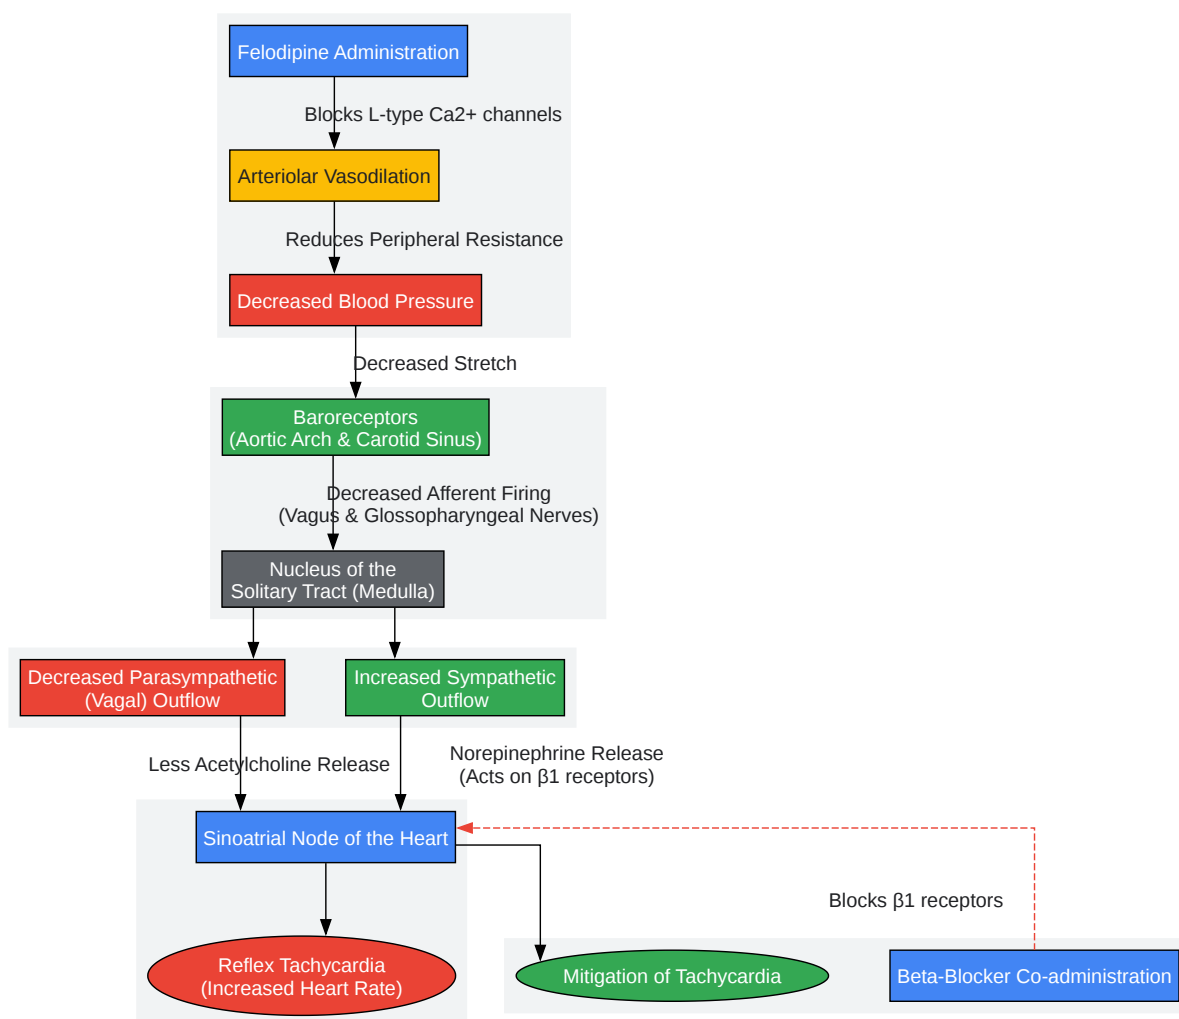 Felodipine Administration
Blocks L-type Ca2+ channels
Arteriolar Vasodilation
Reduces Peripheral Resistance
Decreased Blood Pressure
Decreased Stretch
Baroreceptors
(Aortic Arch & Carotid Sinus)
Decreased Afferent Firing
(Vagus & Glossopharyngeal Nerves)
Nucleus of the
Solitary Tract (Medulla)
Decreased Parasympathetic
(Vagal) Outflow
Increased Sympathetic
Outflow
Less Acetylcholine Release
Norepinephrine Release
(Acts on β1 receptors)
Sinoatrial Node of the Heart
Blocks β1 receptors
Reflex Tachycardia
(Increased Heart Rate)
Mitigation of Tachycardia
Beta-Blocker Co-administration